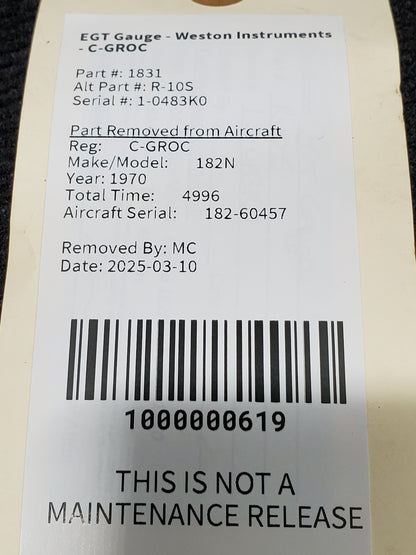 EGT Gauge - Weston Instruments
- C-GROC
Part #: 1831
Alt Part #: R-10S
Serial #: 1-0483K0
Part Removed from Aircraft
Reg: C-GROC
Make/Model: 182N
Year: 1970
Total Time: 4996
Aircraft Serial: 182-60457
Removed By: MC
Date: 2025-03-10
1000000619
THIS IS NOT A
MAINTENANCE RELEASE